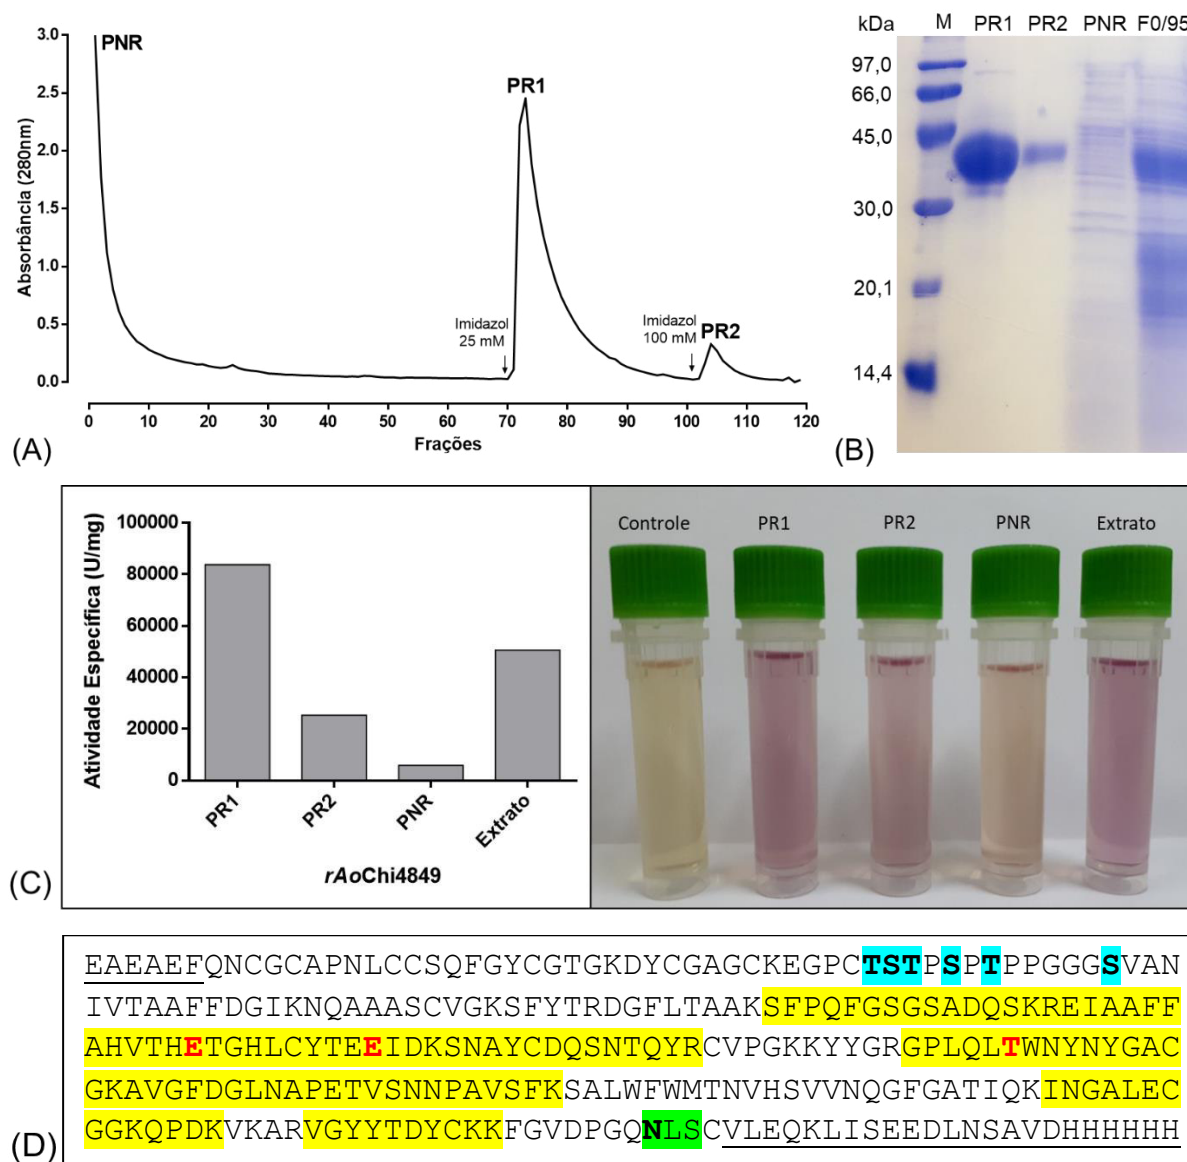 3.0
PNR
2.5
2.0
1.5
1.0
0.5
0.0
Absorbância (280nm)
PR1
Imidazol
25 mM
Imidazol
100 mM
PR2
0 10 20 30 40 50 60 70 80 90 100 110 120
Frações
(A)
kDa M PR1 PR2 PNR F0/95
97,0
66,0
45,0
30,0
20,1
14,4
(B)
100000
80000
60000
40000
20000
0
Atividade Específica (U/mg)
PR1 PR2 PNR Extrato
rAoChi4849
Controle PR1 PR2 PNR Extrato
(C)
EAEAEFQNCGCAPNLCCSQFGYCGTGKDYCGAGCKEGPCTSTPSPTPPGGGSVAN
IVTAAFFDGIKNQAAASCVGKSFYTRDGFLTAAKSFPQFGSGSADQSKREIAAFF
AHVTHETGHLCYTEEIDKSNAYCDQSNTQYRCVPGKKYYGRGPLQLTWNYNYGAC
GKAVGFDGLNAPETVSNNPAVSFKSALWFWMTNVHSVVNQGFGATIQKINGALEC
GGKQPDKVKARVGYYTDYCKKFGVDPGQNLSCVLEQKLISEEDLNSAVDHHHHHH
(D)